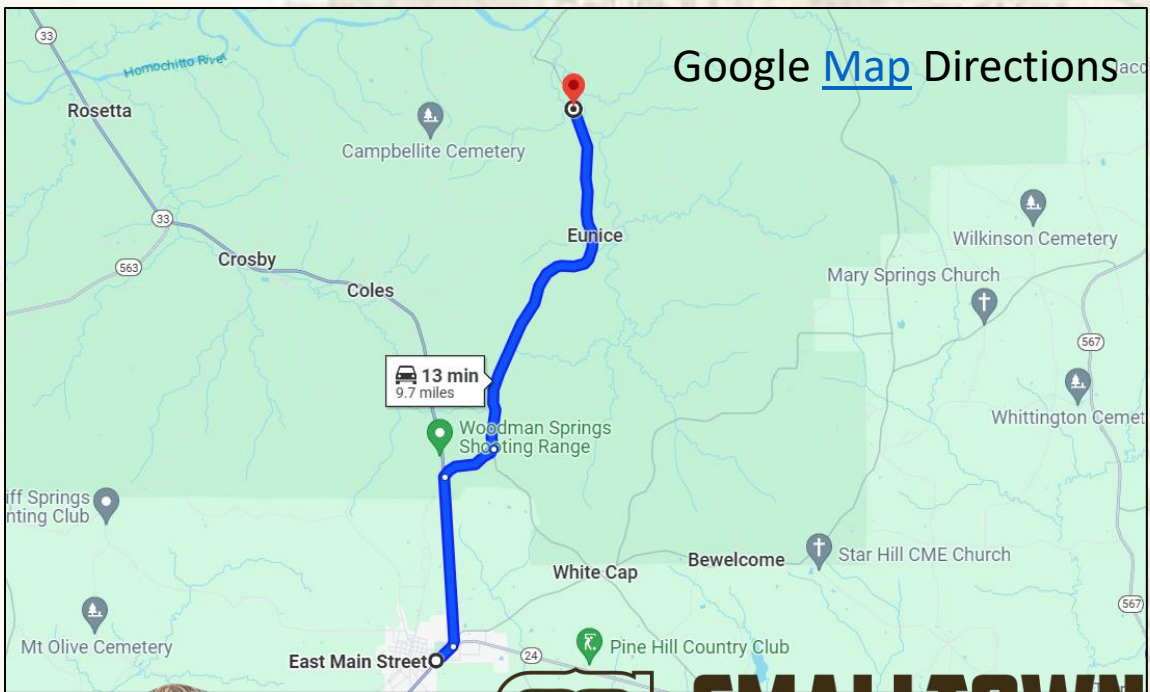 Google Map Directions
33
Homochitto River
Rosetta
Campbellite Cemetery
33
Eunice
Wilkinson Cemetery
563
Crosby
Mary Springs Church
Coles
567
13 min
9.7 miles
Woodman Springs
Shooting Range
Whittington Cemet
iff Springs
nting Club
Bewelcome
Star Hill CME Church
White Cap
567
Mt Olive Cemetery
Pine Hill Country Club
24
East Main Street
SMALLTOWN